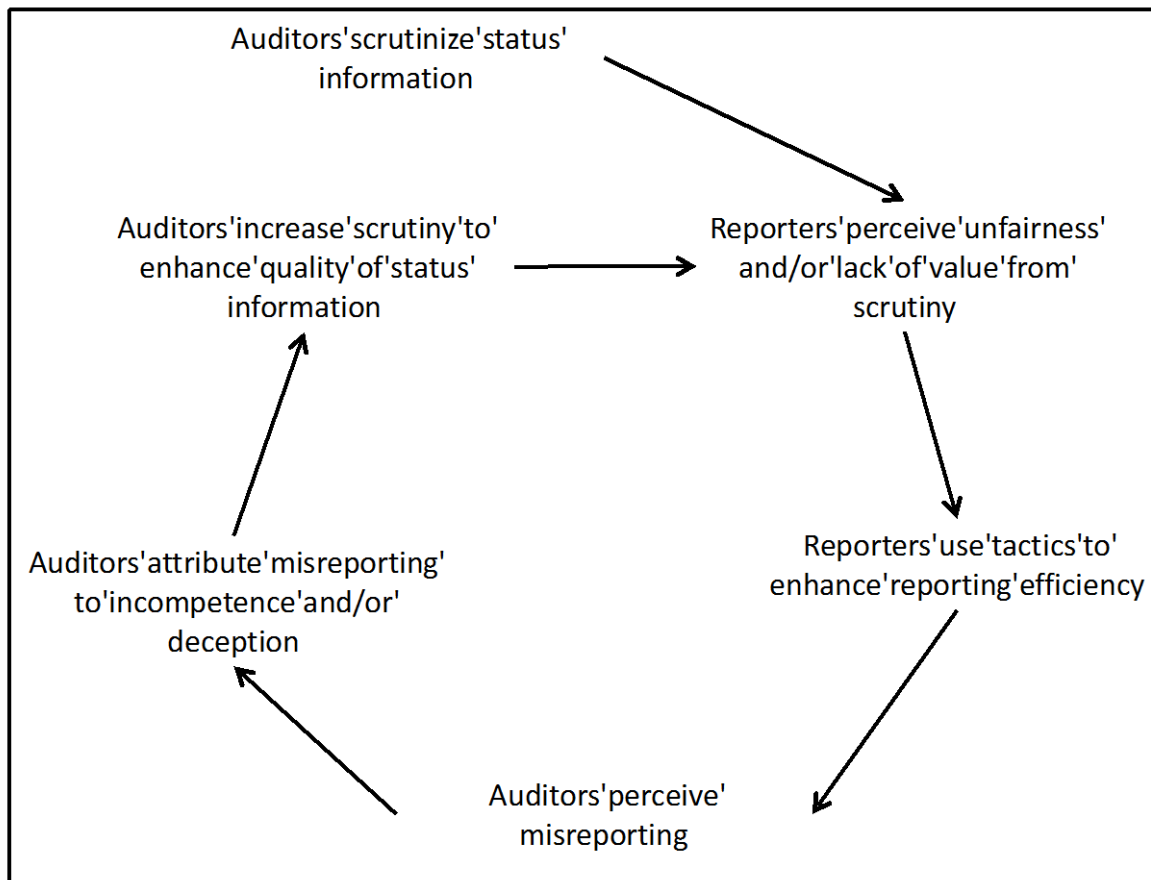 Auditors'scrutinize'status'
information
Auditors'increase'scrutiny'to'
enhance'quality'of'status'
information
Reporters'perceive'unfairness'
and/or'lack'of'value'from'
scrutiny
Reporters'use'tactics'to'
enhance'reporting'efficiency
Auditors'attribute'misreporting'
to'incompetence'and/or'
deception
Auditors'perceive'
misreporting